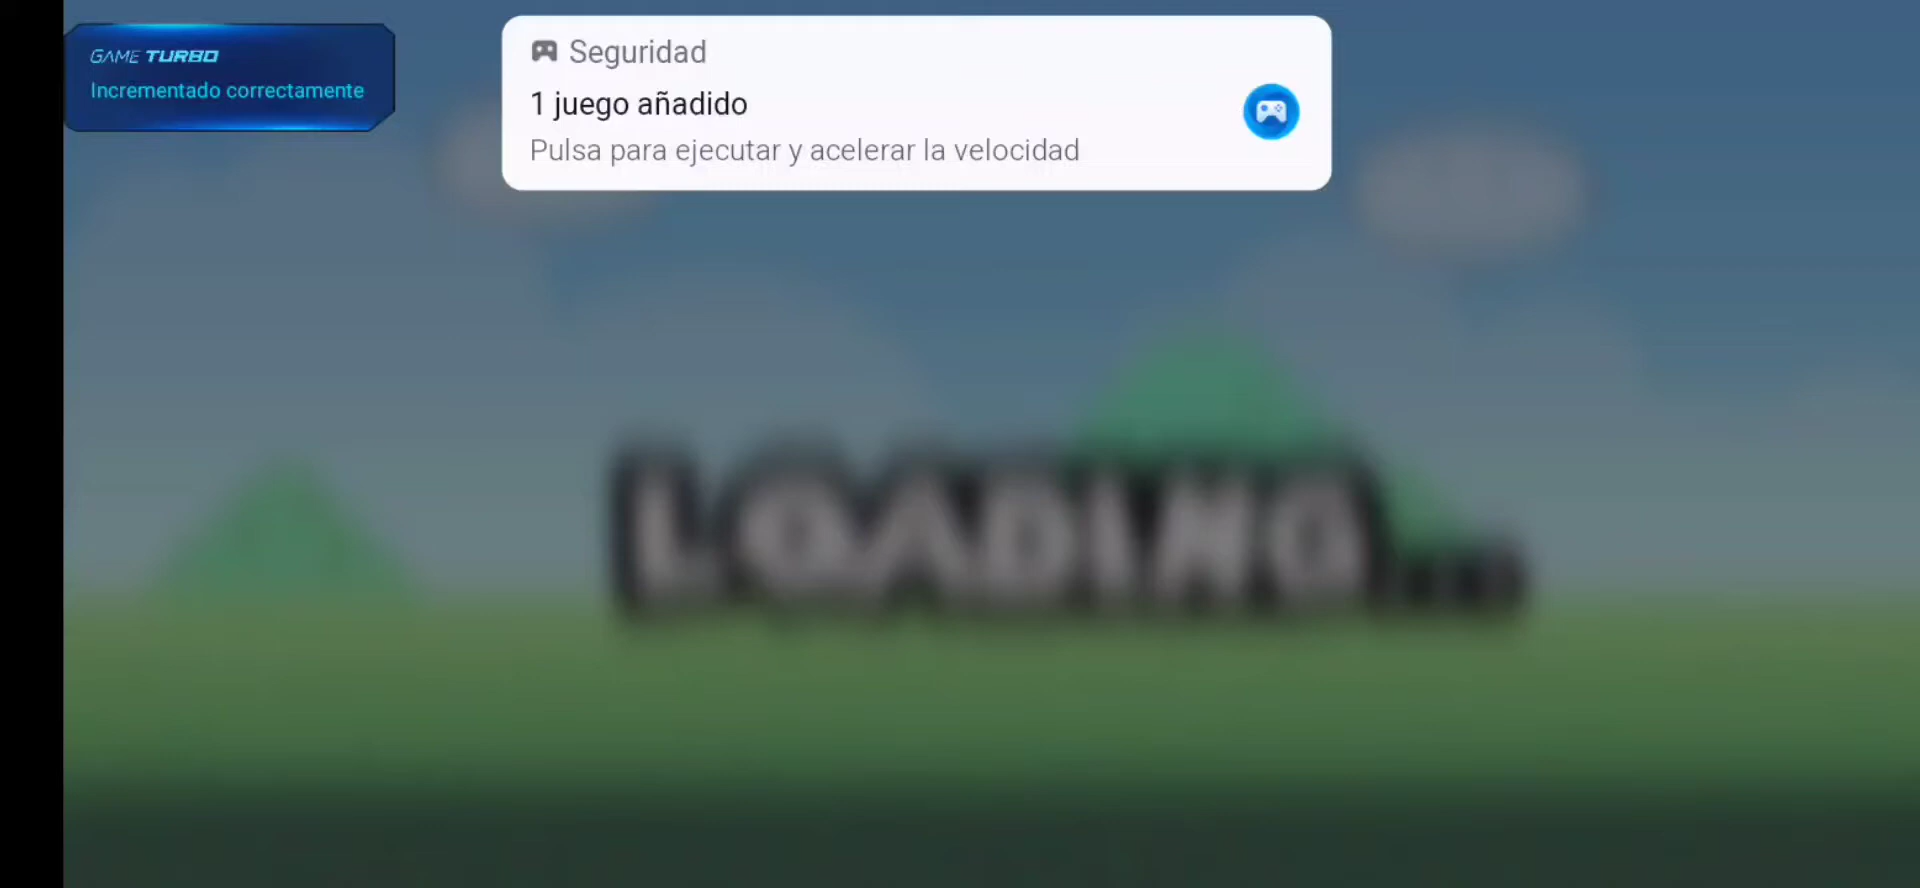 GAME TURBO
Incrementado correctamente
Seguridad
1 juego añadido
Pulsa para ejecutar y acelerar la velocidad
LOADING...